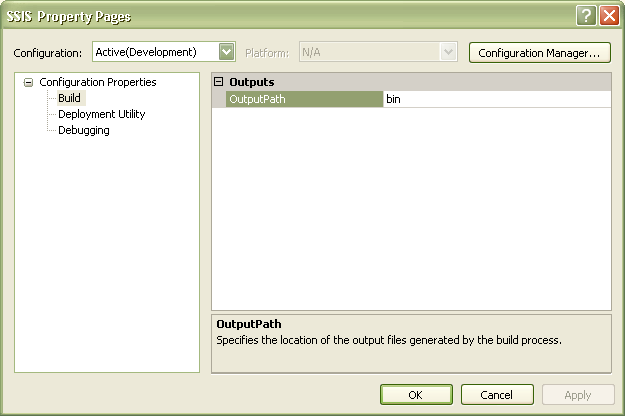 SSIS Property Pages
Configuration: Active(Development) Platform: N/A Configuration Manager...
Configuration Properties
Build
Deployment Utility
Debugging
Outputs
OutputPath bin
OutputPath
Specifies the location of the output files generated by the build process.
OK Cancel Apply